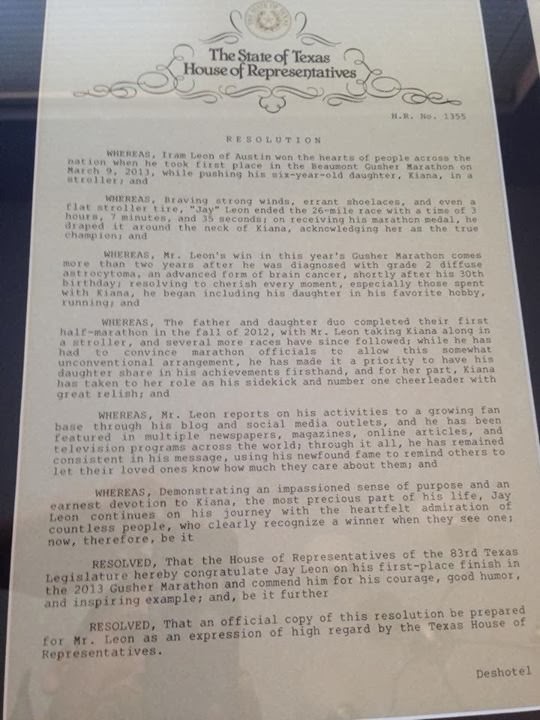 The State of Texas
House of Representatives
H.R. No. 1355
RESOLUTION
WHEREAS, Iram Leon of Austin won the hearts of people across the
nation when he took first place in the Beaumont Gusher Marathon on
March 9, 2013, while pushing his six-year-old daughter, Kiana, in a
stroller; and
WHEREAS, Braving strong winds, errant shoelaces, and even a
flat stroller tire, "Jay" Leon ended the 26-mile race with a time of 3
hours, 7 minutes, and 35 seconds; on receiving his marathon medal, he
draped it around the neck of Kiana, acknowledging her as the true
champion; and
WHEREAS, Mr. Leon's win in this year's Gusher Marathon comes
more than two years after he was diagnosed with grade 2 diffuse
astrocytoma, an advanced form of brain cancer, shortly after his 30th
birthday; resolving to cherish every moment, especially those spent
with Kiana, he began including his daughter in his favorite hobby,
running; and
WHEREAS, The father and daughter duo completed their first
half-marathon in the fall of 2012, with Mr. Leon taking Kiana along in
a stroller, and several more races have since followed; while he has
had to convince marathon officials to allow this somewhat
unconventional arrangement, he has made it a priority to have his
daughter share in his achievements firsthand, and for her part, Kiana
has taken to her role as his sidekick and number one cheerleader with
great relish; and
WHEREAS, Mr. Leon reports on his activities to a growing fan
base through his blog and social media outlets, and he has been
featured in multiple newspapers, magazines, online articles, and
television programs across the world; through it all, he has remained
consistent in his message, using his newfound fame to remind others to
let their loved ones know how much they care about them; and
WHEREAS, Demonstrating an impassioned sense of purpose and an
earnest devotion to Kiana, the most precious part of his life, Jay
Leon continues on his journey with the heartfelt admiration of
countless people, who clearly recognize a winner when they see one;
now, therefore, be it
RESOLVED, That the House of Representatives of the 83rd Texas
Legislature hereby congratulate Jay Leon on his first-place finish in
the 2013 Gusher Marathon and commend him for his courage, good humor,
and inspiring example; and, be it further
RESOLVED, That an official copy of this resolution be prepared
for Mr. Leon as an expression of high regard by the Texas House of
Representatives.
Deshotel